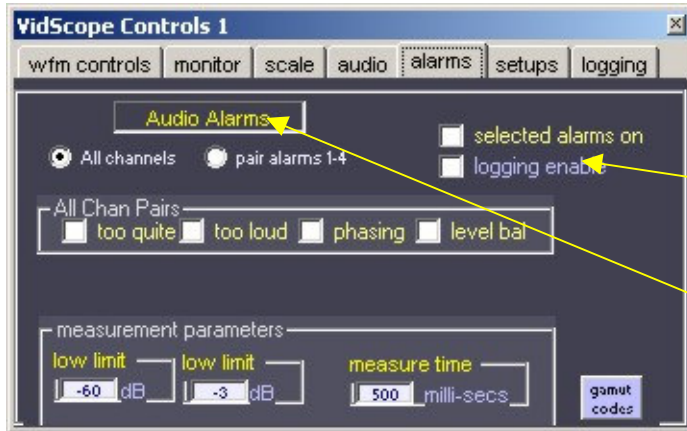 VidScope Controls 1
wfm controls monitor scale audio alarms setups logging
Audio Alarms
selected alarms on
All channels pair alarms 1-4
logging enable
All Chan Pairs
too quite too loud phasing level bal
measurement parameters
low limit low limit measure time
-60 dB -3 dB 500 milli-secs
gamut
codes